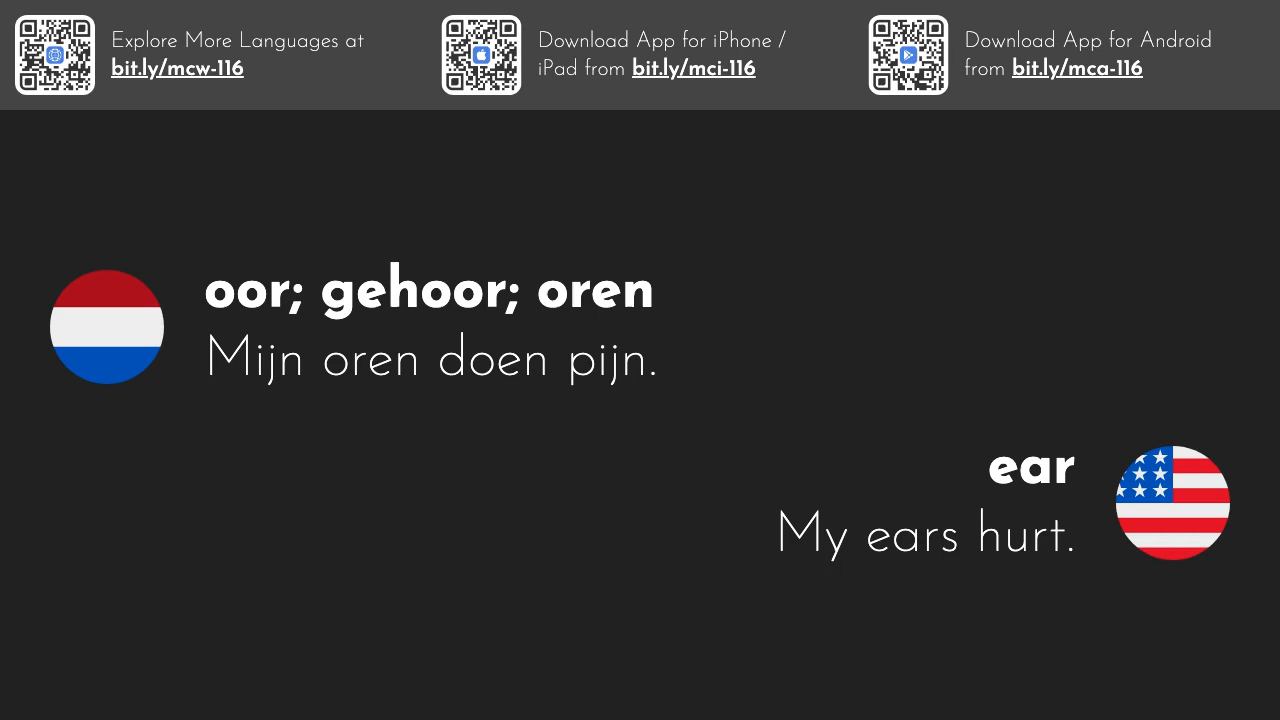 Explore More Languages at
bit.ly/mcw-116
Download App for iPhone /
iPad from bit.ly/mci-116
Download App for Android
from bit.ly/mca-116
oor; gehoor; oren
Mijn oren doen pijn.
ear
My ears hurt.